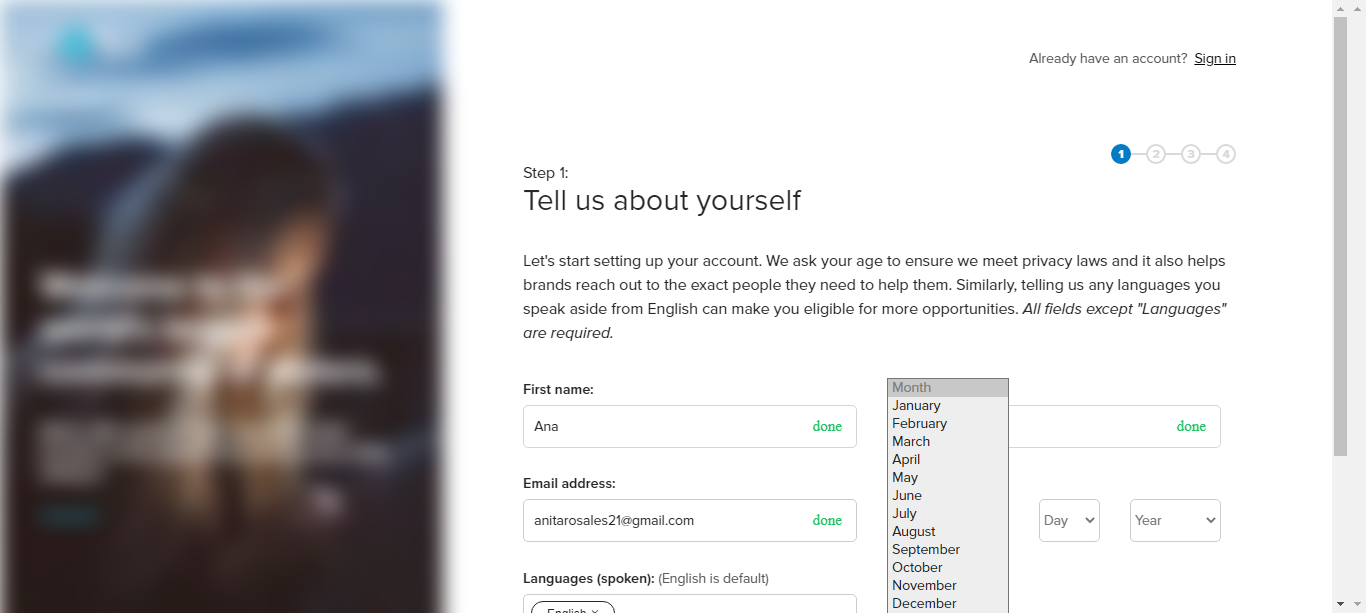 Already have an account? Sign in
1 2 3 4
Step 1:
Tell us about yourself
Let's start setting up your account. We ask your age to ensure we meet privacy laws and it also helps
brands reach out to the exact people they need to help them. Similarly, telling us any languages you
speak aside from English can make you eligible for more opportunities. All fields except "Languages"
are required.
First name:
Ana done
done
Email address:
anitarosales21@gmail.com done
Month
January
February
March
April
May
June
July
August
September
October
November
December
Day
Year
Languages (spoken): (English is default)
English ×